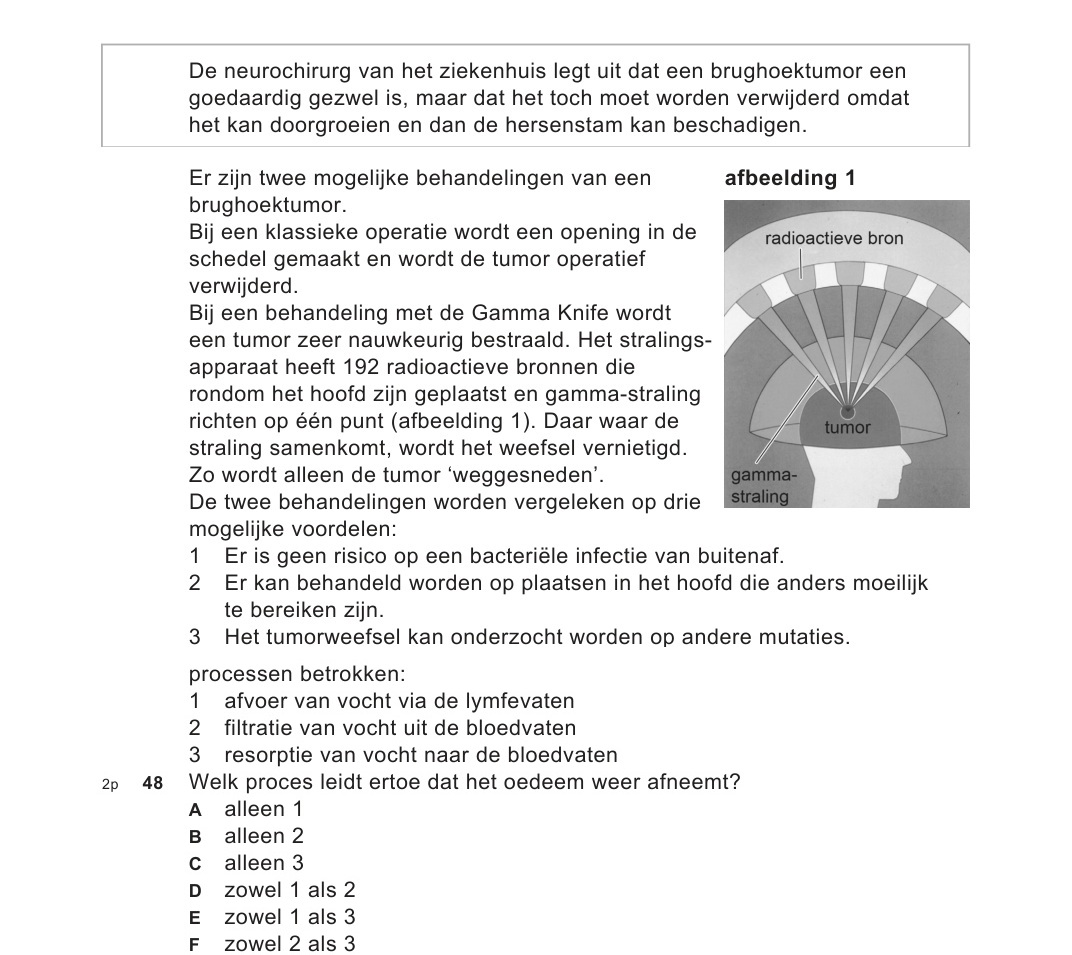 De neurochirurg van het ziekenhuis legt uit dat een brughoektumor een
goedaardig gezwel is, maar dat het toch moet worden verwijderd omdat
het kan doorgroeien en dan de hersenstam kan beschadigen.
Er zijn twee mogelijke behandelingen van een
brughoektumor.
Bij een klassieke operatie wordt een opening in de
schedel gemaakt en wordt de tumor operatief
verwijderd.
Bij een behandeling met de Gamma Knife wordt
een tumor zeer nauwkeurig bestraald. Het stralings-
apparaat heeft 192 radioactieve bronnen die
rondom het hoofd zijn geplaatst en gamma-straling
richten op één punt (afbeelding 1). Daar waar de
straling samenkomt, wordt het weefsel vernietigd.
Zo wordt alleen de tumor ‘weggesneden’.
De twee behandelingen worden vergeleken op drie
mogelijke voordelen:
afbeelding 1
radioactieve bron
tumor
gamma-
straling
1 Er is geen risico op een bacteriële infectie van buitenaf.
2 Er kan behandeld worden op plaatsen in het hoofd die anders moeilijk
te bereiken zijn.
3 Het tumorweefsel kan onderzocht worden op andere mutaties.
processen betrokken:
1 afvoer van vocht via de lymfevaten
2 filtratie van vocht uit de bloedvaten
3 resorptie van vocht naar de bloedvaten
2p 48 Welk proces leidt ertoe dat het oedeem weer afneemt?
A alleen 1
B alleen 2
C alleen 3
D zowel 1 als 2
E zowel 1 als 3
F zowel 2 als 3